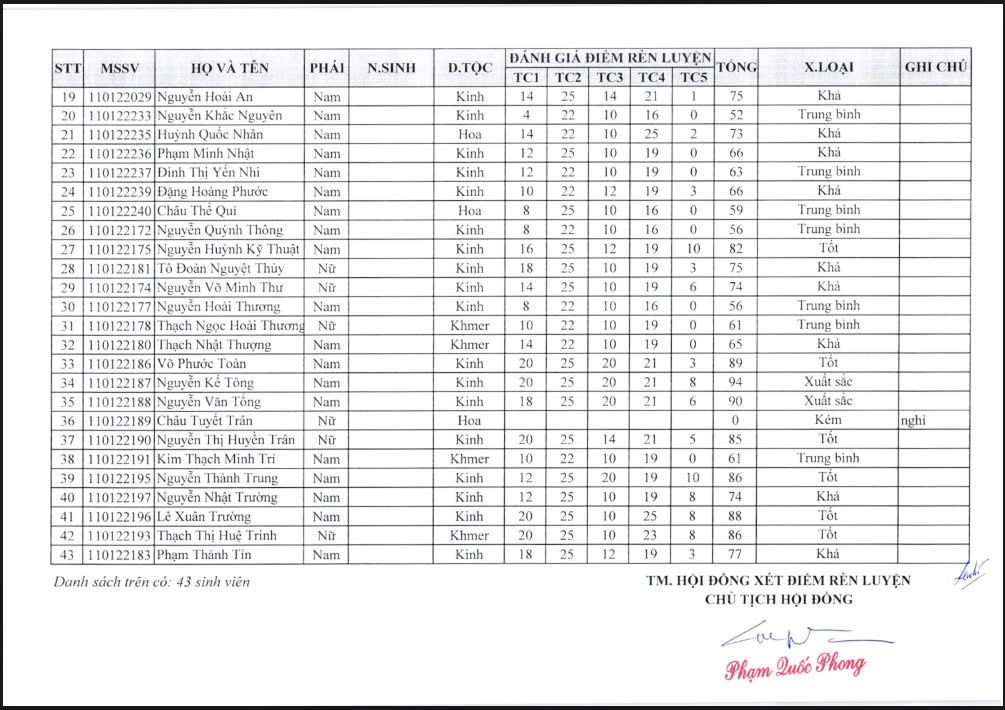 STT MSSV HỌ VÀ TÊN PHÁI N.SINH D.TỘC ĐÁNH GIÁ ĐIỂM RÈN LUYỆN TỔNG X.LOẠI GHI CHÚ
TC1 TC2 TC3 TC4 TC5
19 110122029 Nguyễn Hoài An Nam Kinh 14 25 14 21 1 75 Khá
20 110122233 Nguyễn Khắc Nguyên Nam Kinh 4 22 10 16 0 52 Trung bình
21 110122235 Huỳnh Quốc Nhân Nam Hoa 14 22 10 25 2 73 Khá
22 110122236 Phạm Minh Nhật Nam Kinh 12 25 10 19 0 66 Khá
23 110122237 Đinh Thị Yến Nhi Nam Kinh 12 22 10 19 0 63 Trung bình
24 110122239 Đặng Hoàng Phước Nam Kinh 10 22 12 19 3 66 Khá
25 110122240 Châu Thế Quí Nam Hoa 8 25 10 16 0 59 Trung bình
26 110122172 Nguyễn Quỳnh Thông Nam Kinh 8 22 10 16 0 56 Trung bình
27 110122175 Nguyễn Huỳnh Kỹ Thuật Nam Kinh 16 25 12 19 10 82 Tốt
28 110122181 Tô Đoàn Nguyệt Thủy Nữ Kinh 18 25 10 19 3 75 Khá
29 110122174 Nguyễn Võ Minh Thư Nữ Kinh 14 25 10 19 6 74 Khá
30 110122177 Nguyễn Hoài Thương Nam Kinh 8 22 10 16 0 56 Trung bình
31 110122178 Thạch Ngọc Hoài Thương Nữ Khmer 10 22 10 19 0 61 Trung bình
32 110122180 Thạch Nhật Thượng Nam Khmer 14 22 10 19 0 65 Khá
33 110122186 Võ Phước Toàn Nam Kinh 20 25 20 21 3 89 Tốt
34 110122187 Nguyễn Kế Tông Nam Kinh 20 25 20 21 8 94 Xuất sắc
35 110122188 Nguyễn Văn Tổng Nam Kinh 18 25 20 21 6 90 Xuất sắc
36 110122189 Châu Tuyết Trân Nữ Hoa 0 Kém nghỉ
37 110122190 Nguyễn Thị Huyền Trân Nữ Kinh 20 25 14 21 5 85 Tốt
38 110122191 Kim Thạch Minh Trí Nam Khmer 10 22 10 19 0 61 Trung bình
39 110122195 Nguyễn Thành Trung Nam Kinh 12 25 20 19 10 86 Tốt
40 110122197 Nguyễn Nhật Trường Nam Kinh 12 25 10 19 8 74 Khá
41 110122196 Lê Xuân Trường Nam Kinh 20 25 10 25 8 88 Tốt
42 110122193 Thạch Thị Huệ Trinh Nữ Khmer 20 25 10 23 8 86 Tốt
43 110122183 Phạm Thành Tín Nam Kinh 18 25 12 19 3 77 Khá
Danh sách trên có: 43 sinh viên
TM. HỘI ĐỒNG XÉT ĐIỂM RÈN LUYỆN
CHỦ TỊCH HỘI ĐỒNG
Phạm Quốc Phong